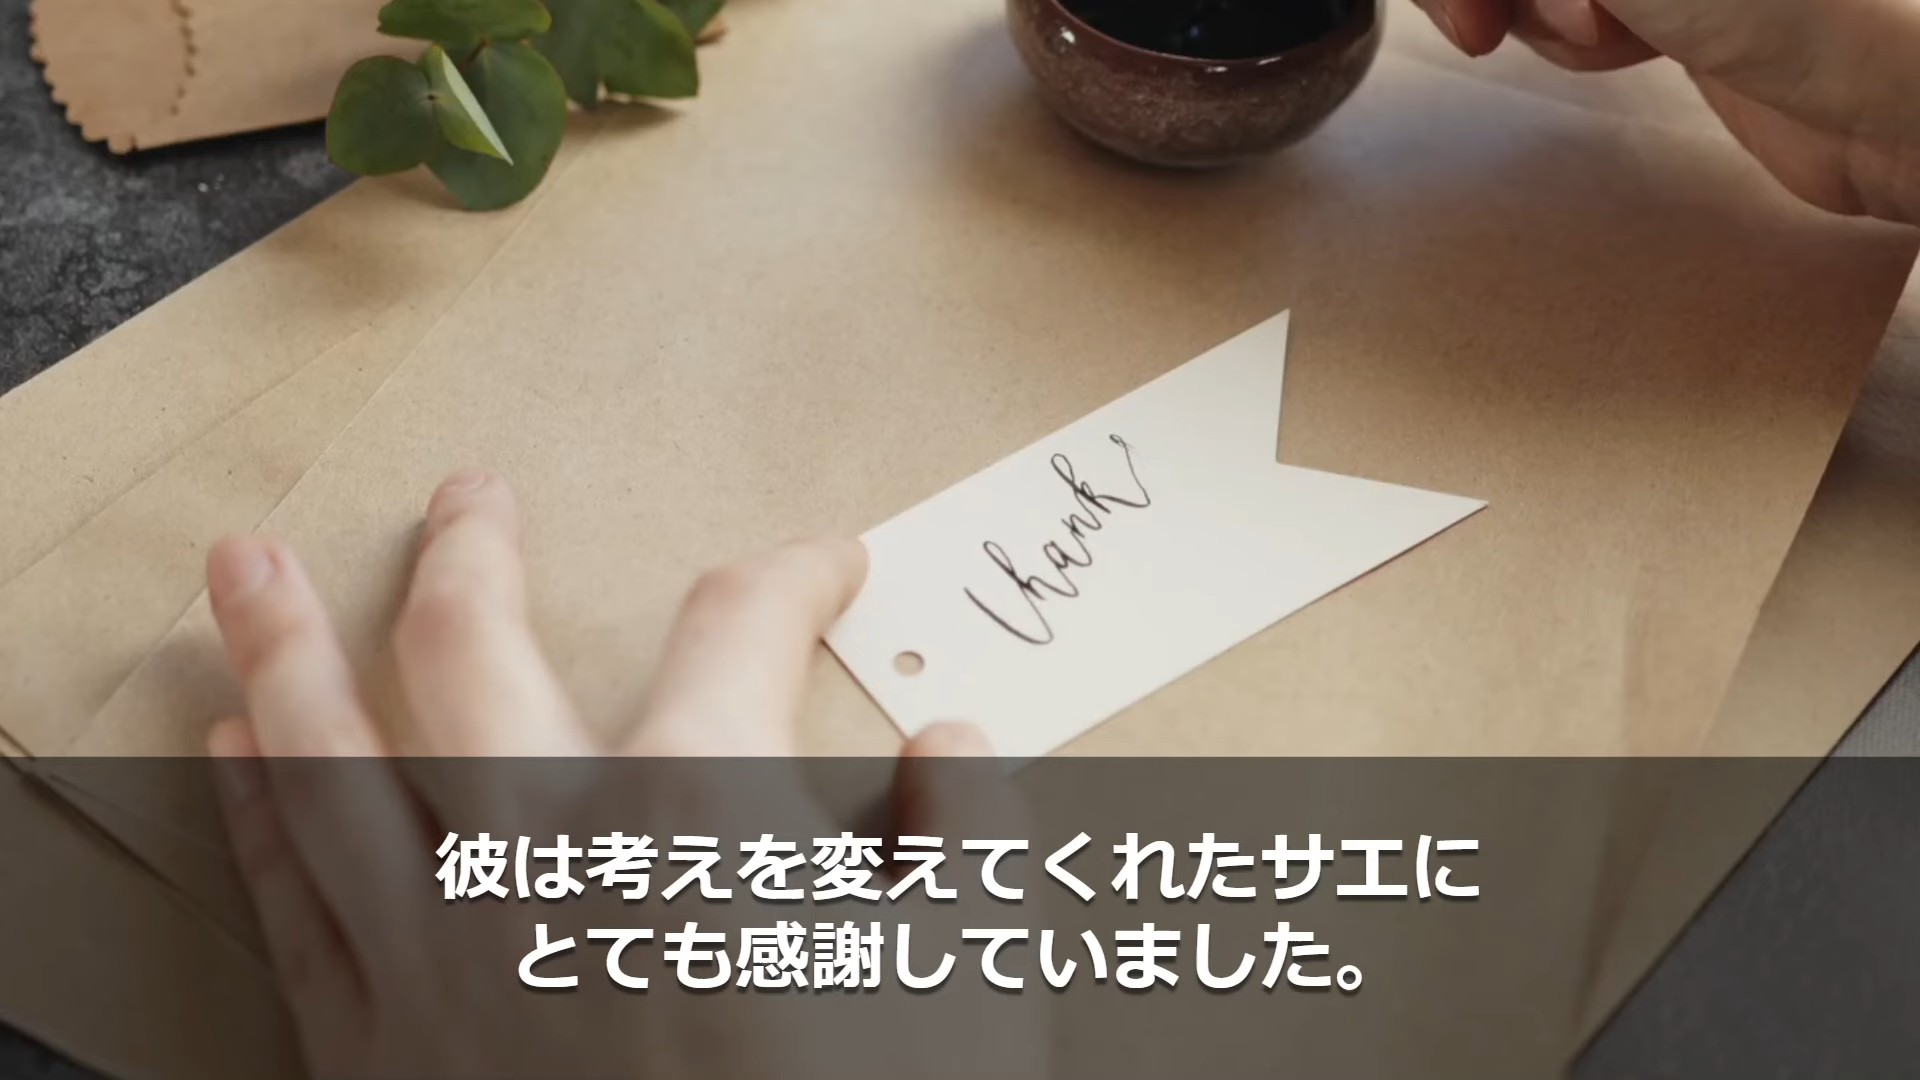 thank
彼は考えを変えてくれたサエに
とても感謝していました。